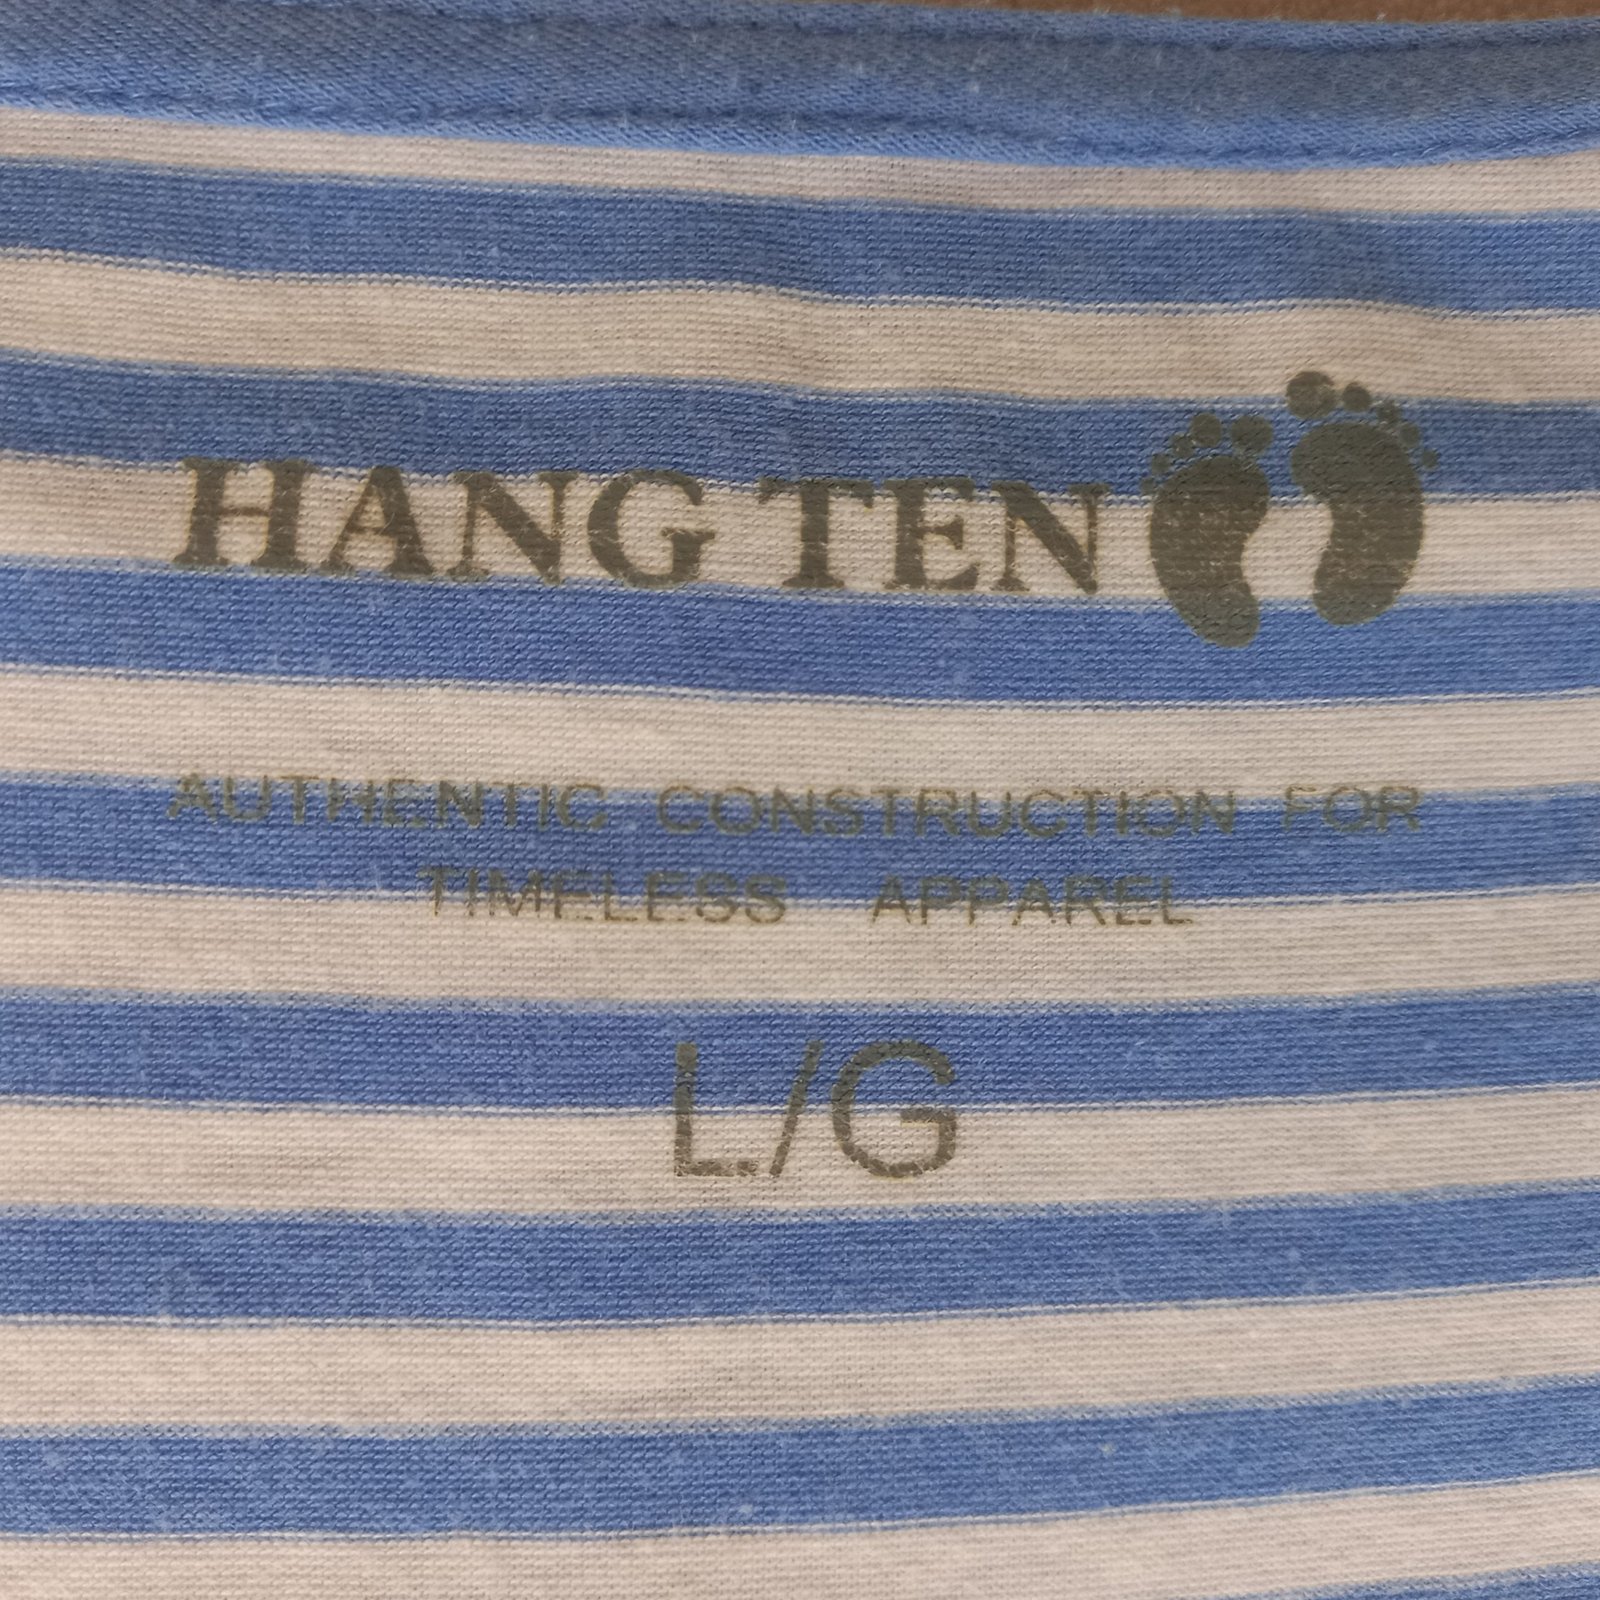 HANG TEN
AUTHENTIC CONSTRUCTION FOR
TIMELESS APPAREL
L/G